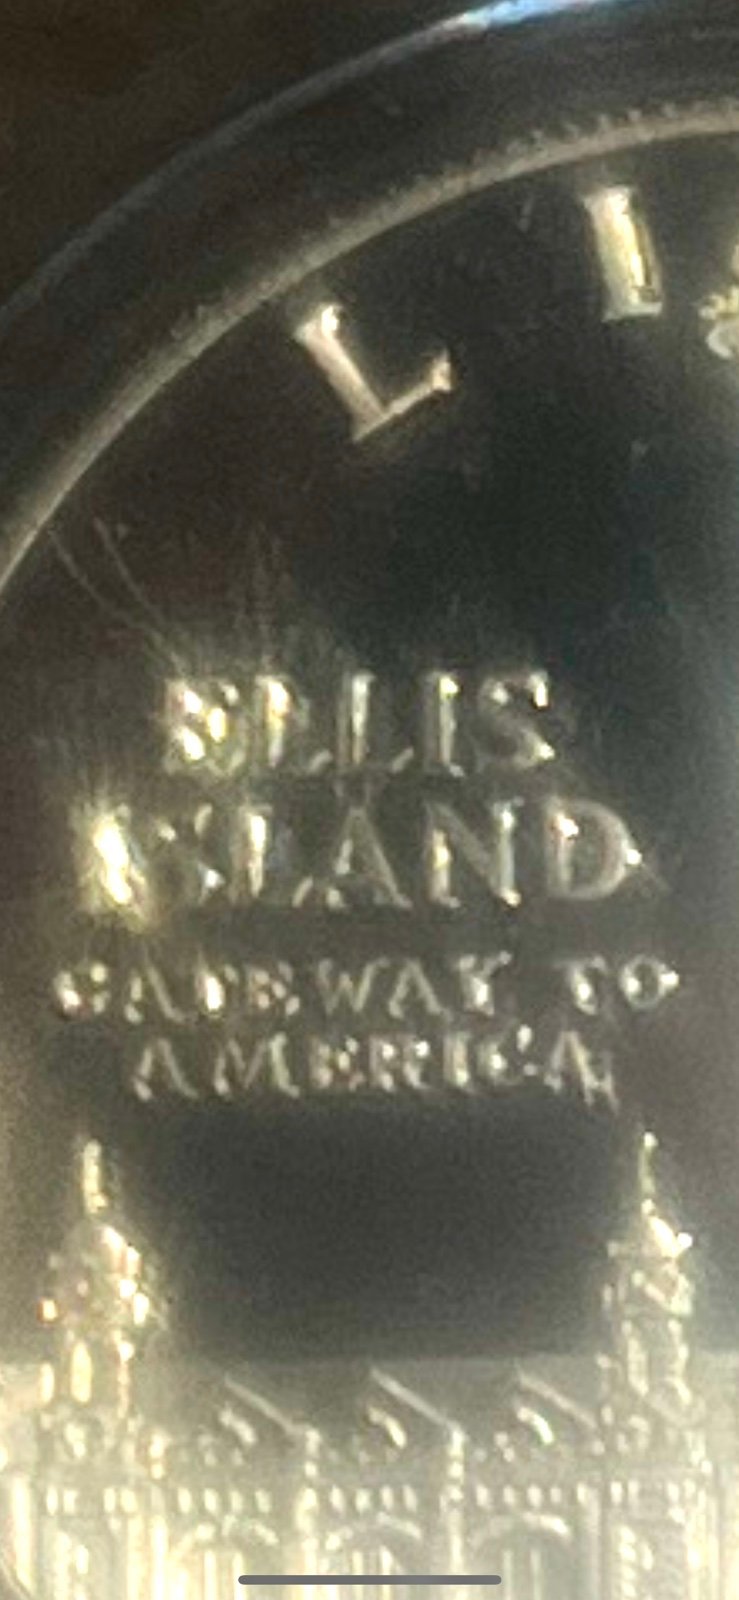 L I
ELLIS
ISLAND
GATEWAY TO
AMERICA